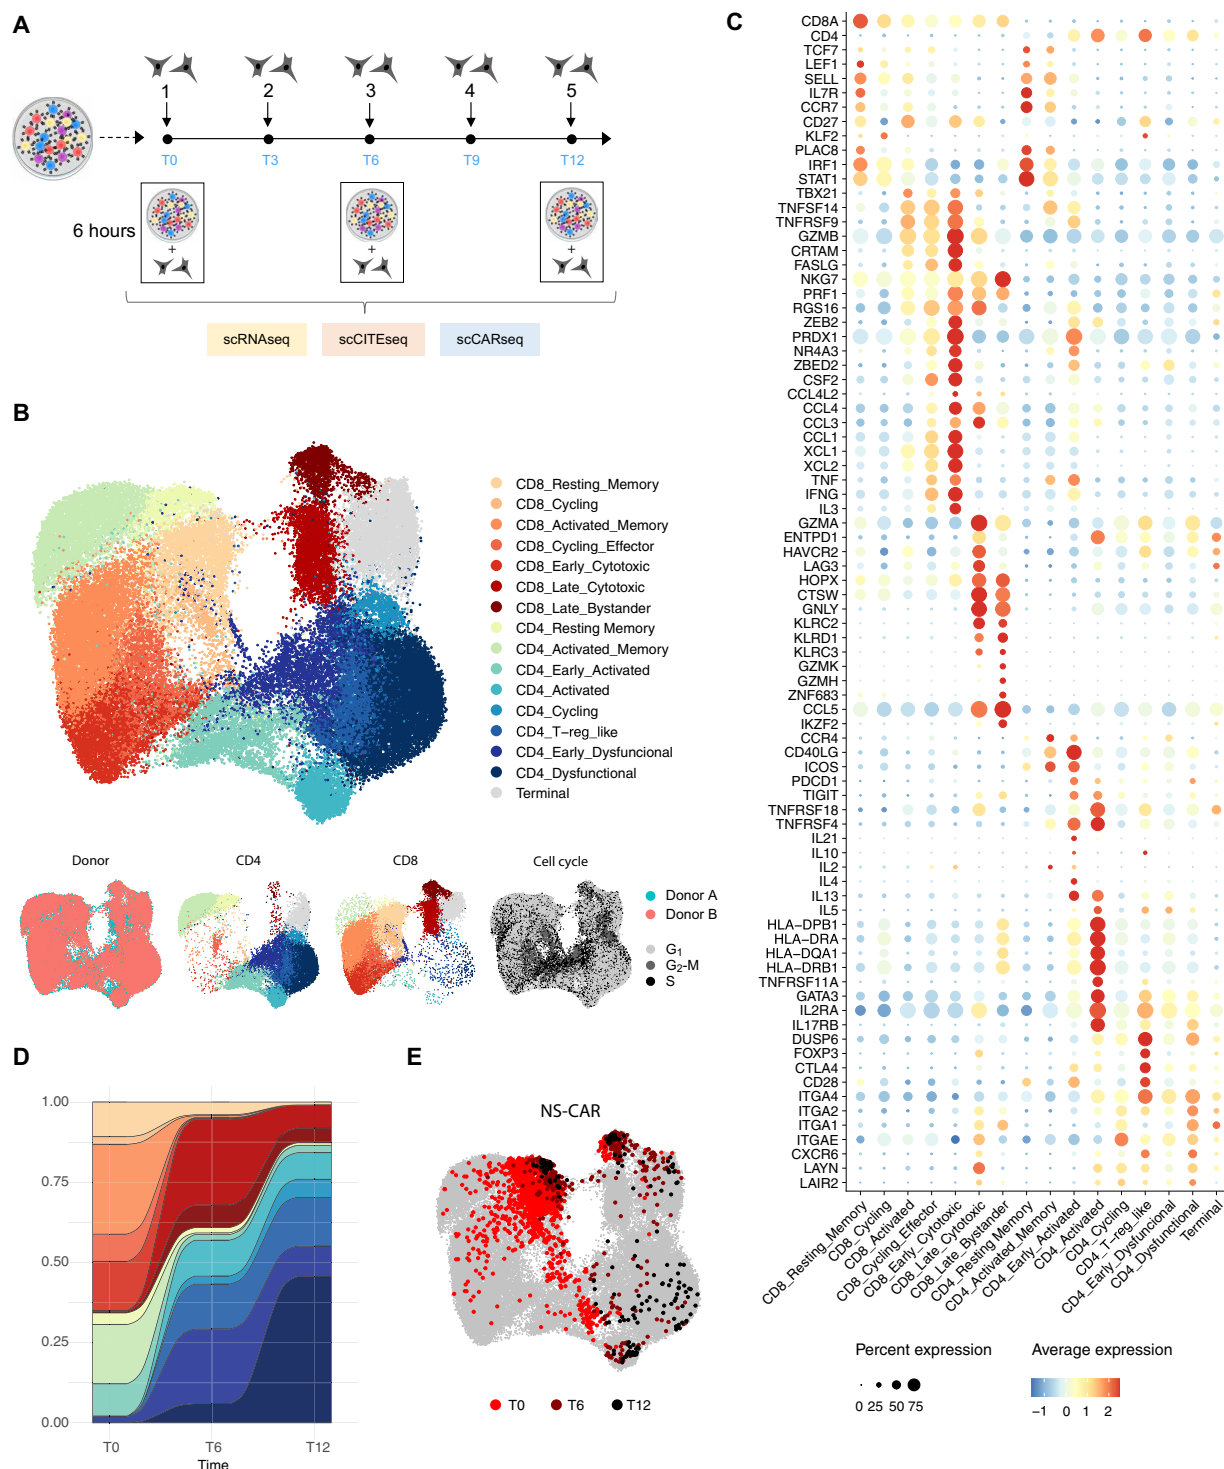 A
1
2
3
4
5
T0
T3
T6
T9
T12
6 hours
+
+
+
scRNAseq
scCITEseq
scCARseq
B
CD8_Resting_Memory
CD8_Cycling
CD8_Activated_Memory
CD8_Cycling_Effector
CD8_Early_Cytotoxic
CD8_Late_Cytotoxic
CD8_Late_Bystander
CD4_Resting Memory
CD4_Activated_Memory
CD4_Early_Activated
CD4_Activated
CD4_Cycling
CD4_T-reg_like
CD4_Early_Dysfuncional
CD4_Dysfunctional
Terminal
Donor
CD4
CD8
Cell cycle
Donor A
Donor B
G1
G2-M
S
C
CD8A
CD4
TCF7
LEF1
SELL
IL7R
CCR7
CD27
KLF2
PLAC8
IRF1
STAT1
TBX21
TNFSF14
TNFRSF9
GZMB
CRTAM
FASLG
NKG7
PRF1
RGS16
ZEB2
PRDX1
NR4A3
ZBED2
CSF2
CCL4L2
CCL4
CCL3
CCL1
XCL1
XCL2
TNF
IFNG
IL3
GZMA
ENTPD1
HAVCR2
LAG3
HOPX
CTSW
GNLY
KLRC2
KLRD1
KLRC3
GZMK
GZMH
ZNF683
CCL5
IKZF2
CCR4
CD40LG
ICOS
PDCD1
TIGIT
TNFRSF18
TNFRSF4
IL21
IL10
IL2
IL4
IL13
IL5
HLA-DPB1
HLA-DRA
HLA-DQA1
HLA-DRB1
TNFRSF11A
GATA3
IL2RA
IL17RB
DUSP6
FOXP3
CTLA4
CD28
ITGA4
ITGA2
ITGA1
ITGAE
CXCR6
LAYN
LAIR2
CD8_Resting_Memory
CD8_Cycling
CD8_Activated
CD8_Cycling_Effector
CD8_Early_Cytotoxic
CD8_Late_Cytotoxic
CD8_Late_Bystander
CD4_Resting Memory
CD4_Activated_Memory
CD4_Early_Activated
CD4_Activated
CD4_Cycling
CD4_T-reg_like
CD4_Early_Dysfuncional
CD4_Dysfunctional
Terminal
Percent expression
0 25 50 75
Average expression
-1 0 1 2
D
1.00
0.75
0.50
0.25
0.00
T0
T6
T12
Time
E
NS-CAR
T0
T6
T12